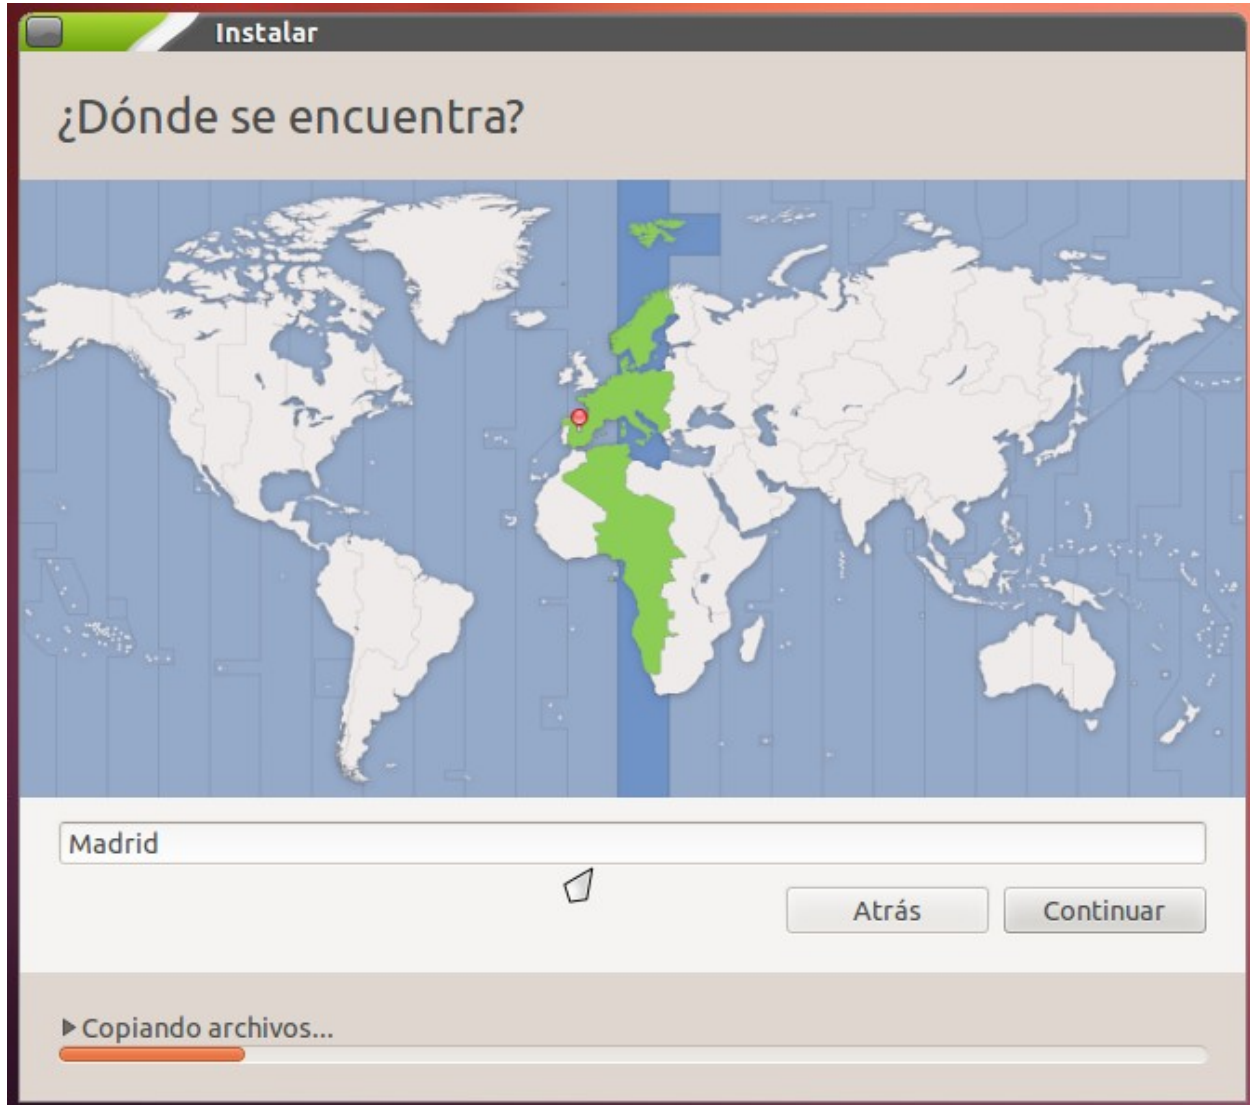 Instalar
¿Dónde se encuentra?
Madrid
Atrás
Continuar
Copiando archivos...